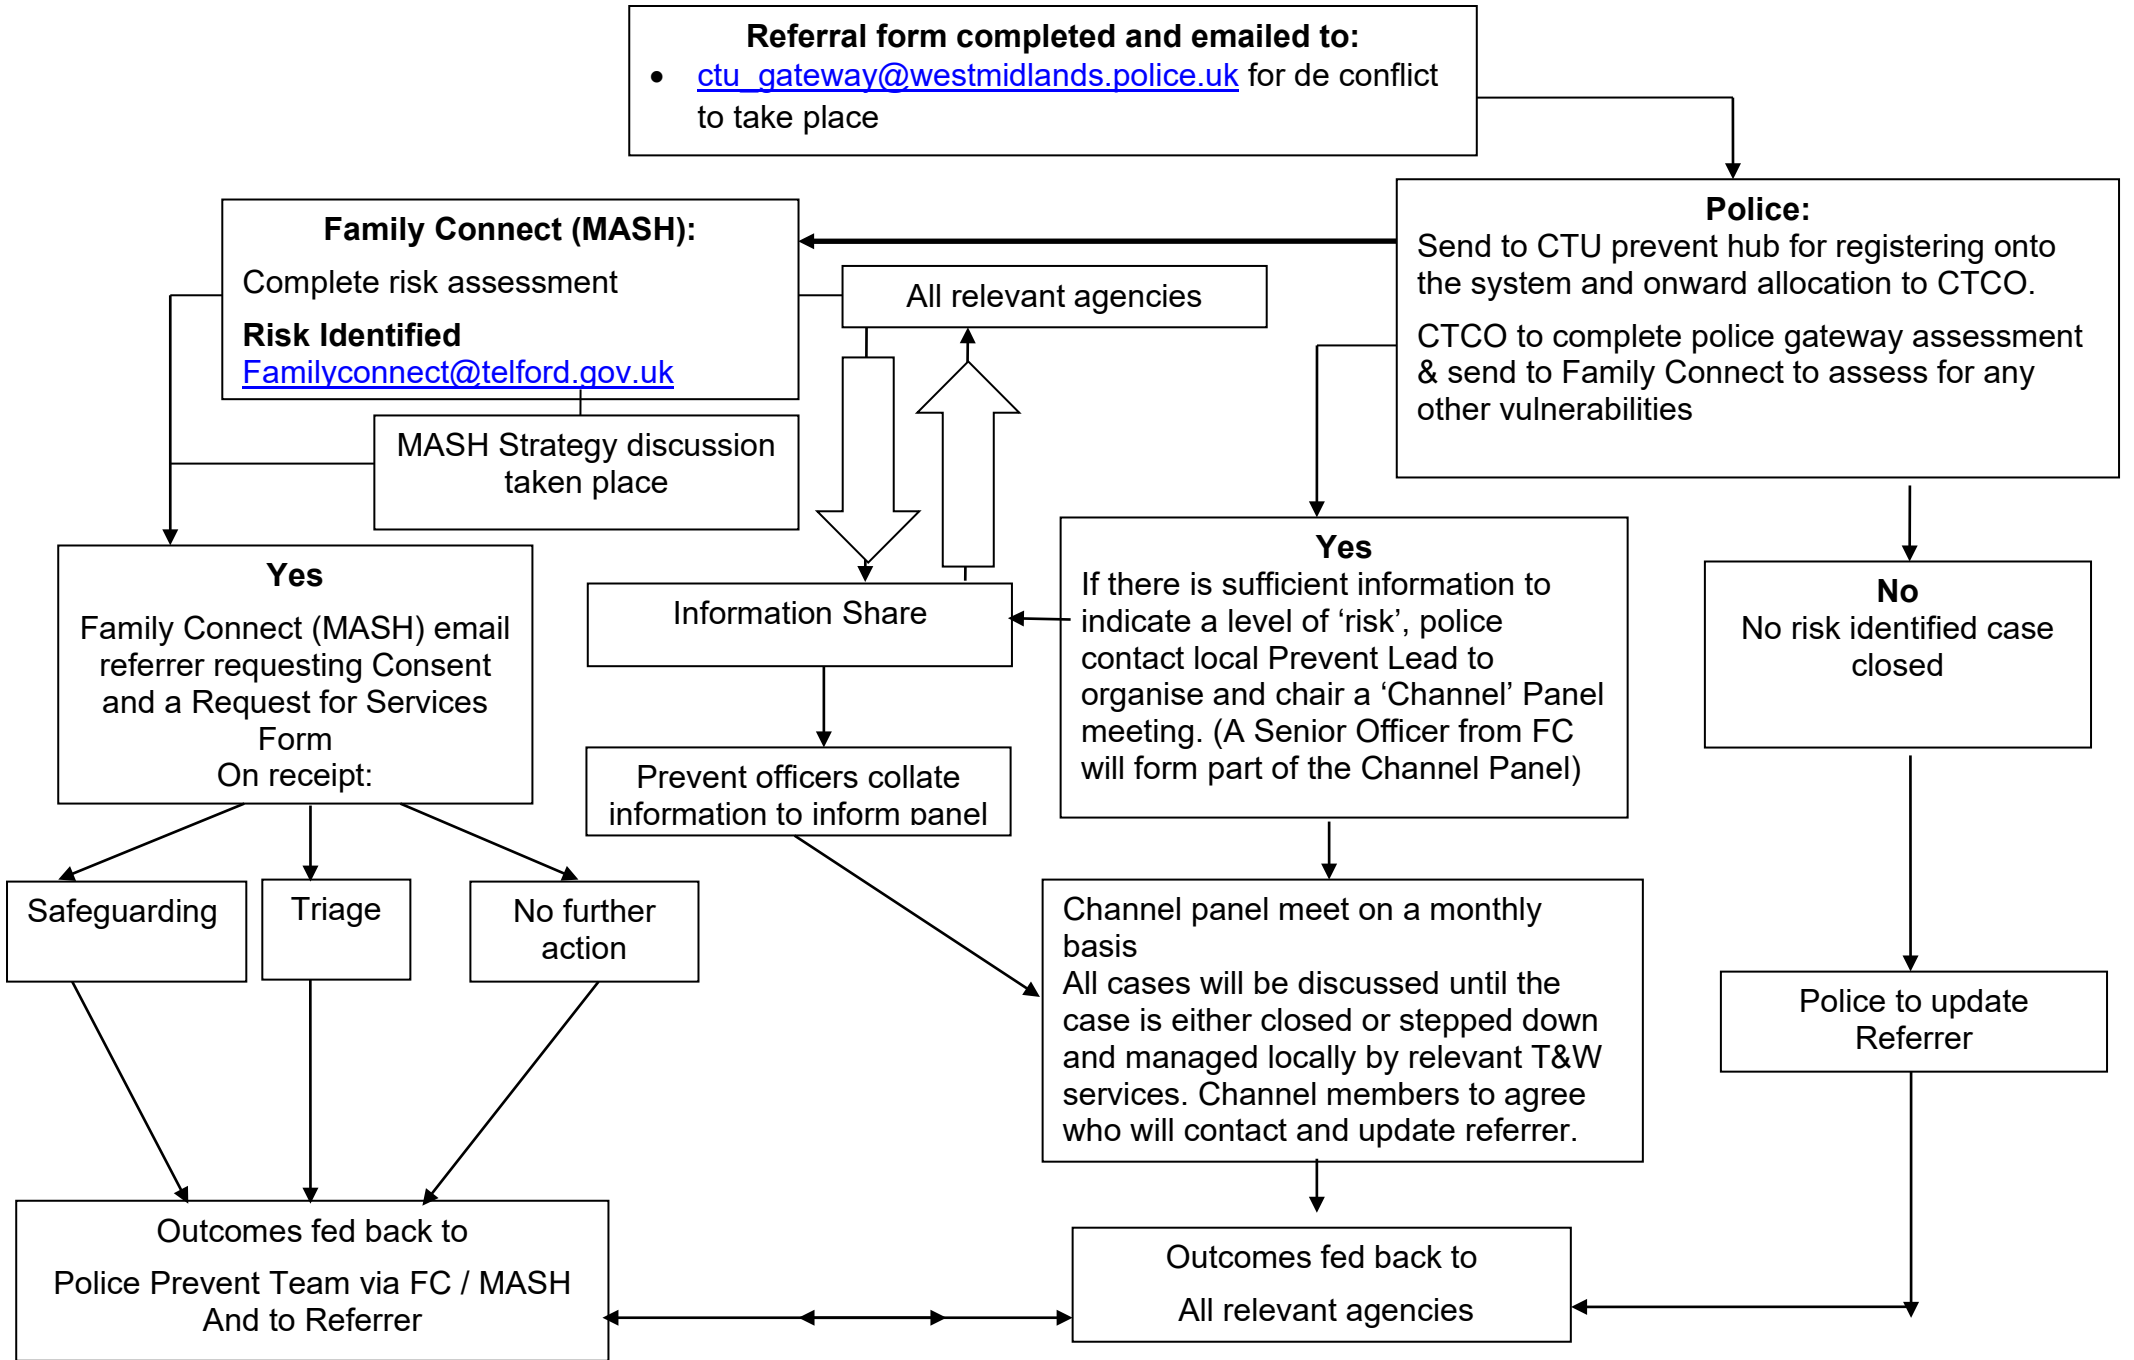 Referral form completed and emailed to:
• ctu_gateway@westmidlands.police.uk for de conflict
to take place
Police:
Send to CTU prevent hub for registering onto
the system and onward allocation to CTCO.
CTCO to complete police gateway assessment
& send to Family Connect to assess for any
other vulnerabilities
Family Connect (MASH):
Complete risk assessment
Risk Identified
Familyconnect@telford.gov.uk
All relevant agencies
MASH Strategy discussion
taken place
Yes
Family Connect (MASH) email
referrer requesting Consent
and a Request for Services
Form
On receipt:
Information Share
Yes
If there is sufficient information to
indicate a level of ‘risk’, police
contact local Prevent Lead to
organise and chair a ‘Channel’ Panel
meeting. (A Senior Officer from FC
will form part of the Channel Panel)
No
No risk identified case
closed
Prevent officers collate
information to inform panel
Safeguarding
Triage
No further
action
Channel panel meet on a monthly
basis
All cases will be discussed until the
case is either closed or stepped down
and managed locally by relevant T&W
services. Channel members to agree
who will contact and update referrer.
Police to update
Referrer
Outcomes fed back to
Police Prevent Team via FC / MASH
And to Referrer
Outcomes fed back to
All relevant agencies